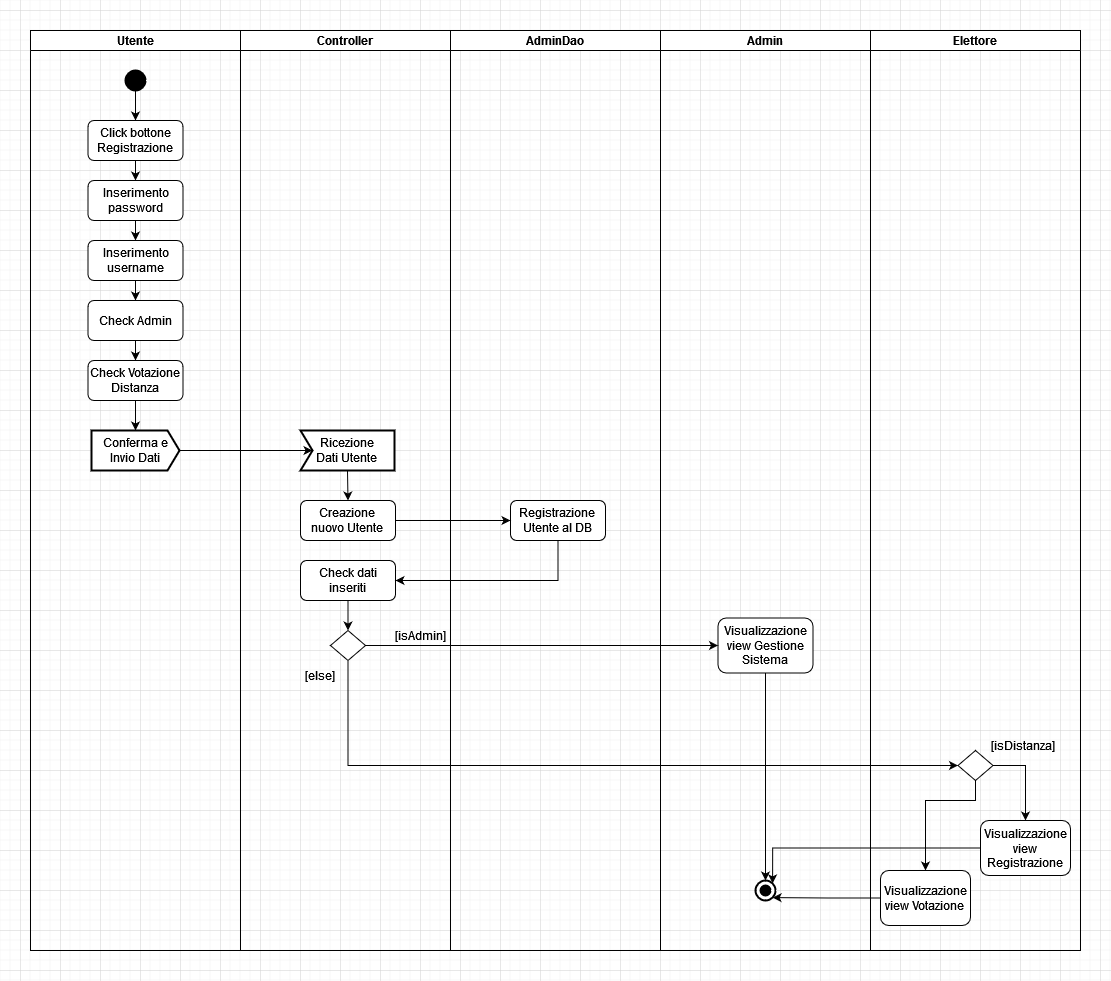 Utente
Controller
AdminDao
Admin
Elettore
Click bottone
Registrazione
Inserimento
password
Inserimento
username
Check Admin
Check Votazione
Distanza
Conferma e
Invio Dati
Ricezione
Dati Utente
Creazione
nuovo Utente
Registrazione
Utente al DB
Check dati
inseriti
[isAdmin]
[else]
Visualizzazione
view Gestione
Sistema
[isDistanza]
Visualizzazione
view
Registrazione
Visualizzazione
view Votazione